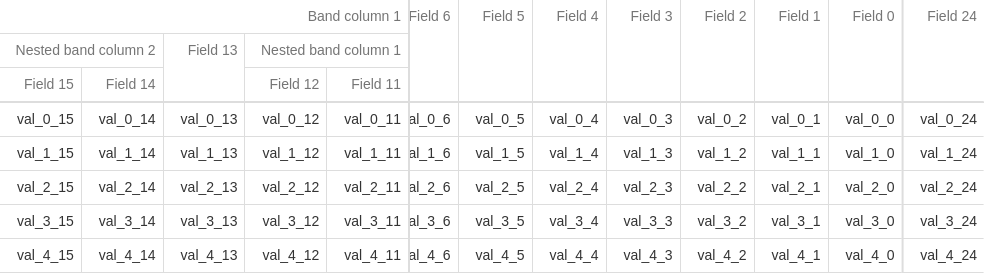 Band column 1 Field 6 Field 5 Field 4 Field 3 Field 2 Field 1 Field 0 Field 24
Nested band column 2 Field 13 Nested band column 1
Field 15 Field 14 Field 12 Field 11
val_0_15 val_0_14 val_0_13 val_0_12 val_0_11 al_0_6 val_0_5 val_0_4 val_0_3 val_0_2 val_0_1 val_0_0 val_0_24
val_1_15 val_1_14 val_1_13 val_1_12 val_1_11 al_1_6 val_1_5 val_1_4 val_1_3 val_1_2 val_1_1 val_1_0 val_1_24
val_2_15 val_2_14 val_2_13 val_2_12 val_2_11 al_2_6 val_2_5 val_2_4 val_2_3 val_2_2 val_2_1 val_2_0 val_2_24
val_3_15 val_3_14 val_3_13 val_3_12 val_3_11 al_3_6 val_3_5 val_3_4 val_3_3 val_3_2 val_3_1 val_3_0 val_3_24
val_4_15 val_4_14 val_4_13 val_4_12 val_4_11 al_4_6 val_4_5 val_4_4 val_4_3 val_4_2 val_4_1 val_4_0 val_4_24